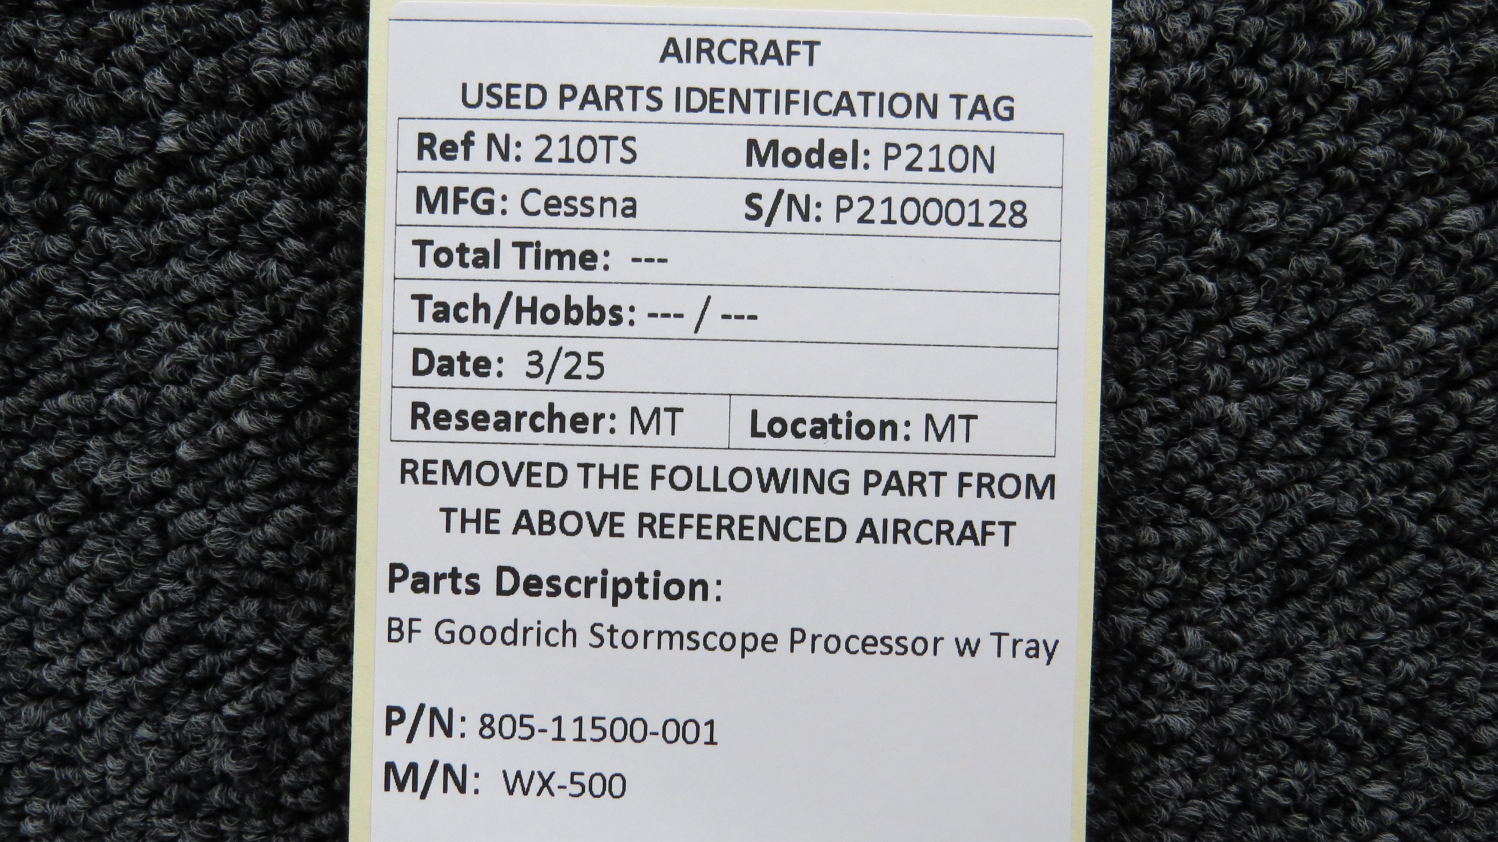 AIRCRAFT
USED PARTS IDENTIFICATION TAG
Ref N: 210TS Model: P210N
MFG: Cessna S/N: P21000128
Total Time: ---
Tach/Hobbs: --- / ---
Date: 3/25
Researcher: MT Location: MT
REMOVED THE FOLLOWING PART FROM
THE ABOVE REFERENCED AIRCRAFT
Parts Description:
BF Goodrich Stormscope Processor w Tray
P/N: 805-11500-001
M/N: WX-500